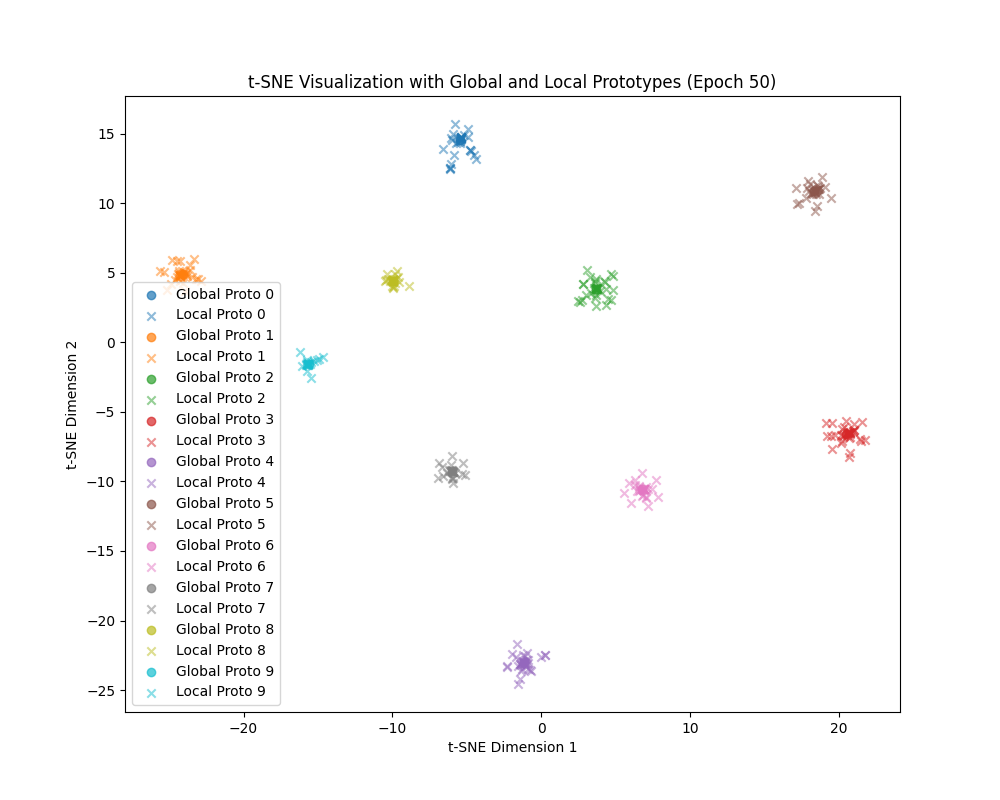 t-SNE Visualization with Global and Local Prototypes (Epoch 50)
t-SNE Dimension 2
15
10
5
0
−5
−10
−15
−20
−25
Global Proto 0
Local Proto 0
Global Proto 1
Local Proto 1
Global Proto 2
Local Proto 2
Global Proto 3
Local Proto 3
Global Proto 4
Local Proto 4
Global Proto 5
Local Proto 5
Global Proto 6
Local Proto 6
Global Proto 7
Local Proto 7
Global Proto 8
Local Proto 8
Global Proto 9
Local Proto 9
−20
−10
0
10
20
t-SNE Dimension 1